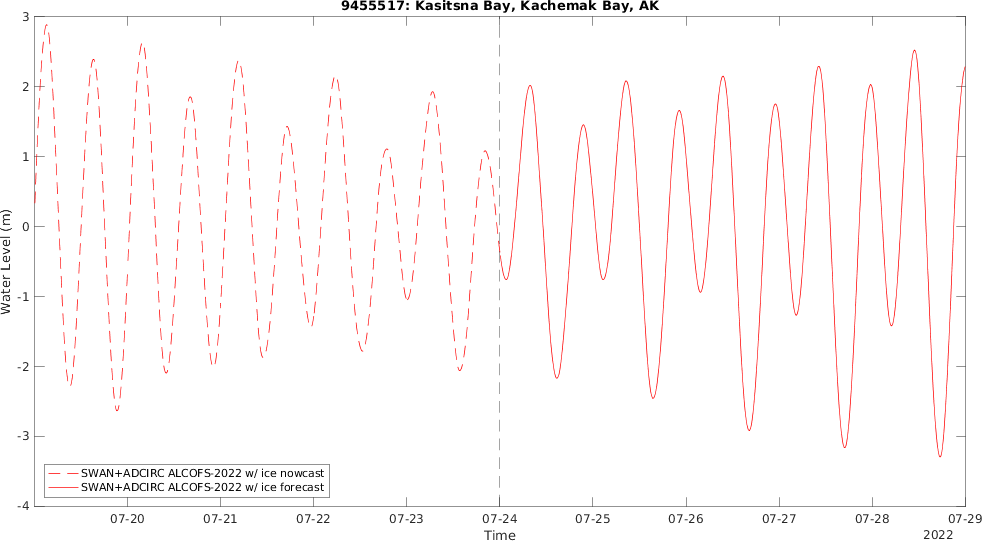 9455517: Kasitsna Bay, Kachemak Bay, AK
Water Level (m)
3
2
1
0
-1
-2
-3
-4
SWAN+ADCIRC ALCOFS-2022 w/ ice nowcast
SWAN+ADCIRC ALCOFS-2022 w/ ice forecast
07-20 07-21 07-22 07-23 07-24 07-25 07-26 07-27 07-28 07-29
Time
2022